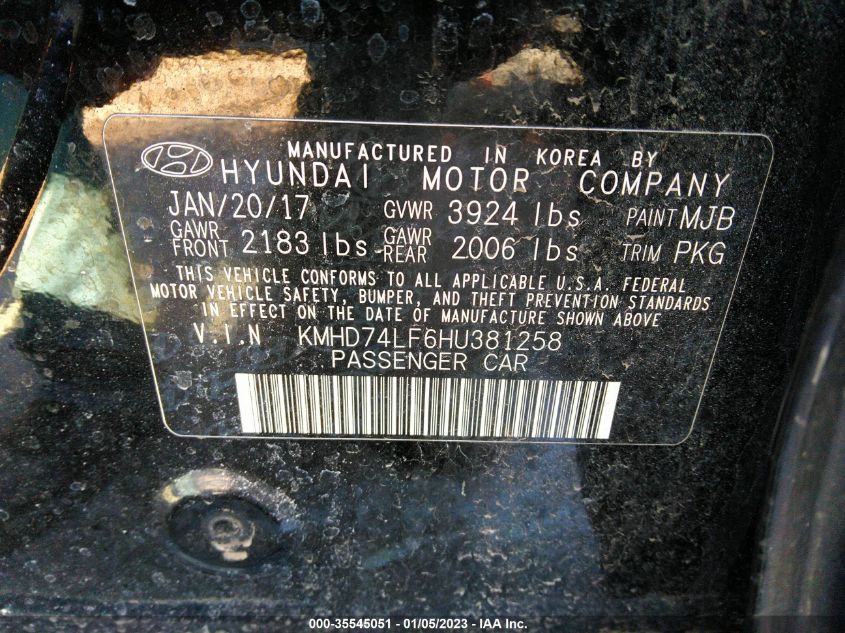 MANUFACTURED IN KOREA BY
HYUNDAI MOTOR COMPANY
JAN/20/17 GVWR 3924 lbs PAINT MJB
GAWR FRONT 2183 lbs GAWR -REAR 2006 lbs TRIM PKG
THIS VEHICLE CONFORMS TO ALL APPLICABLE U.S.A. FEDERAL
MOTOR VEHICLE SAFETY, BUMPER, AND THEFT PREVENTION STANDARDS
IN EFFECT ON THE DATE OF MANUFACTURE SHOWN ABOVE
V.I.N KMHD74LF6HU381258
PASSENGER CAR
000-35545051 - 01/05/2023 - IAA Inc.